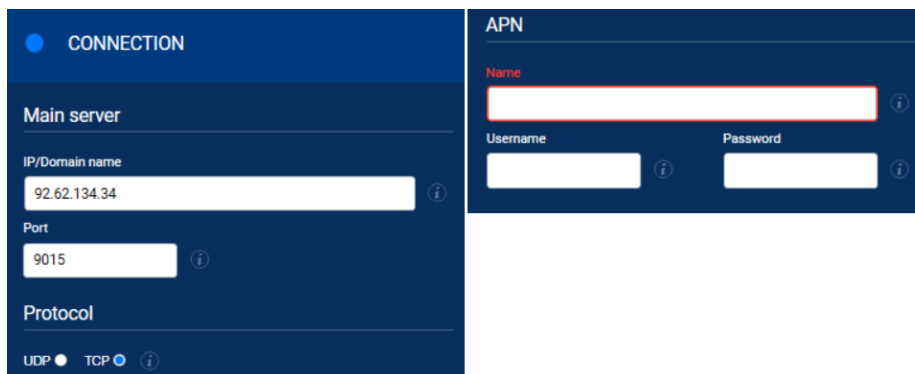 CONNECTION
Main server
IP/Domain name
92.62.134.34
Port
9015
Protocol
UDP TCP
APN
Name
Username Password